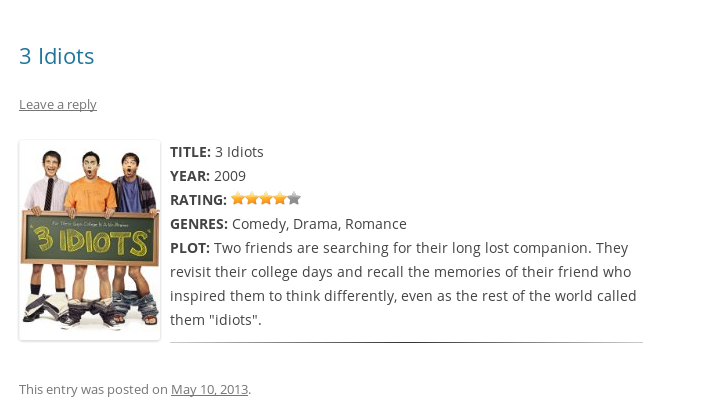 3 Idiots
Leave a reply
3 IDIOTS
TITLE: 3 Idiots
YEAR: 2009
RATING:
GENRES: Comedy, Drama, Romance
PLOT: Two friends are searching for their long lost companion. They
revisit their college days and recall the memories of their friend who
inspired them to think differently, even as the rest of the world called
them "idiots".
This entry was posted on May 10, 2013.